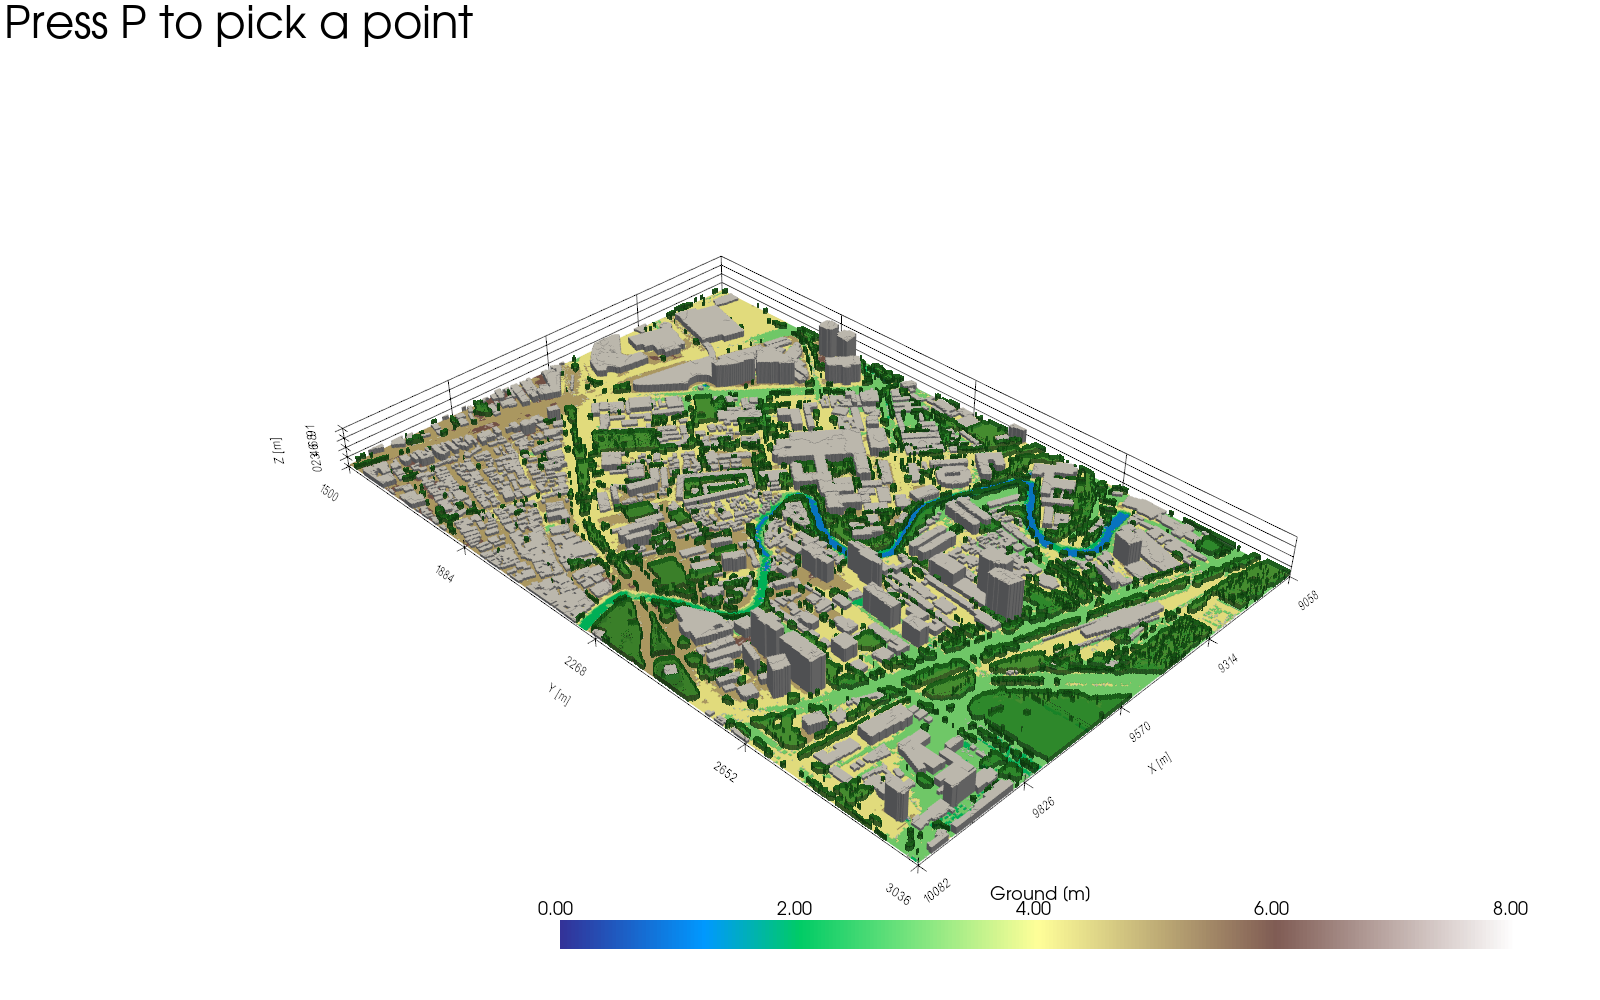 Press P to pick a point
Z [m]
1500
1884
2268
Y [m]
2652
3036
10082
9826
X [m]
9570
9314
9058
Ground (m)
0.00 2.00 4.00 6.00 8.00